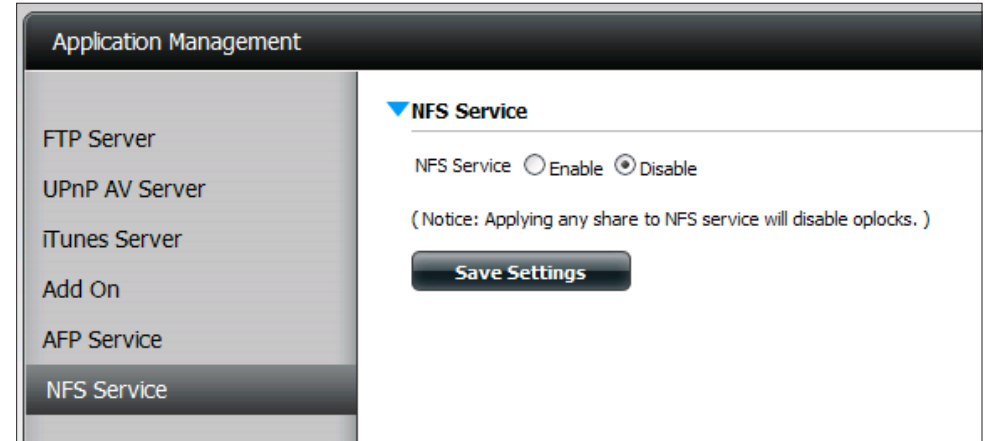 Application Management
FTP Server
UPnP AV Server
iTunes Server
Add On
AFP Service
NFS Service
NFS Service
NFS Service Enable Disable
( Notice: Applying any share to NFS service will disable oplocks. )
Save Settings